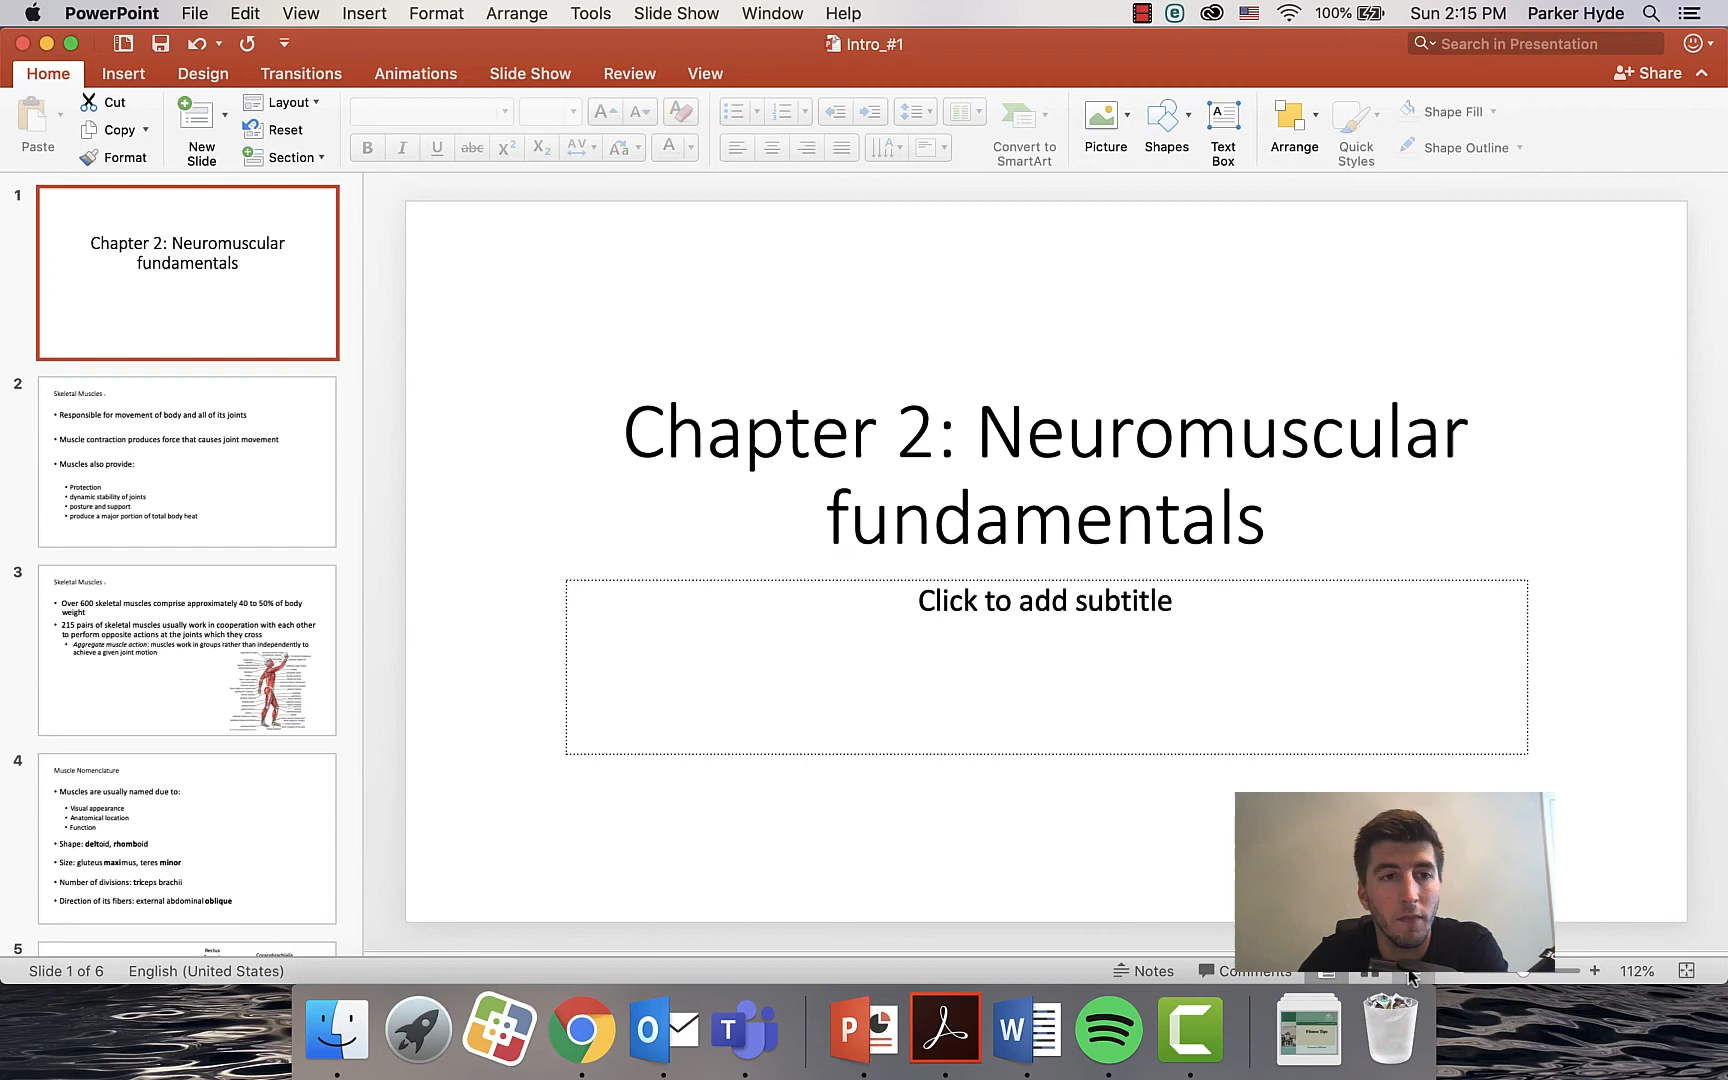 PowerPoint File Edit View Insert Format Arrange Tools Slide Show Window Help 100% Sun 2:15 PM Parker Hyde
Intro_#1
Search in Presentation
Home Insert Design Transitions Animations Slide Show Review View Share
Paste
Cut
Copy
Format
New
Slide
Layout
Reset
Section
Convert to
SmartArt
Picture
Shapes
Text
Box
Arrange
Quick
Styles
Shape Fill
Shape Outline
1
Chapter 2: Neuromuscular
fundamentals
2
Skeletal Muscles
• Responsible for movement of body and all of its joints
• Muscle contraction produces force that causes joint movement
• Muscles also provide:
• Protection
• dynamic stability of joints
• posture and support
• produce a major portion of total body heat
3
Skeletal Muscles
• Over 600 skeletal muscles comprise approximately 40 to 50% of body
weight
• 215 pairs of skeletal muscles usually work in cooperation with each other
to perform opposite actions at the joints which they cross
• Aggregate muscle action: muscles work in groups rather than independently to
achieve a given joint motion
4
Muscle Nomenclature
• Muscles are usually named due to:
• Visual appearance
• Anatomical location
• Function
• Shape: deltoid, rhomboid
• Size: gluteus maximus, teres minor
• Number of divisions: triceps brachii
• Direction of its fibers: external abdominal oblique
5
Rectus
Coracobrachialis
Chapter 2: Neuromuscular
fundamentals
Click to add subtitle
Slide 1 of 6 English (United States) Notes Comments 112%
Fitness Tips